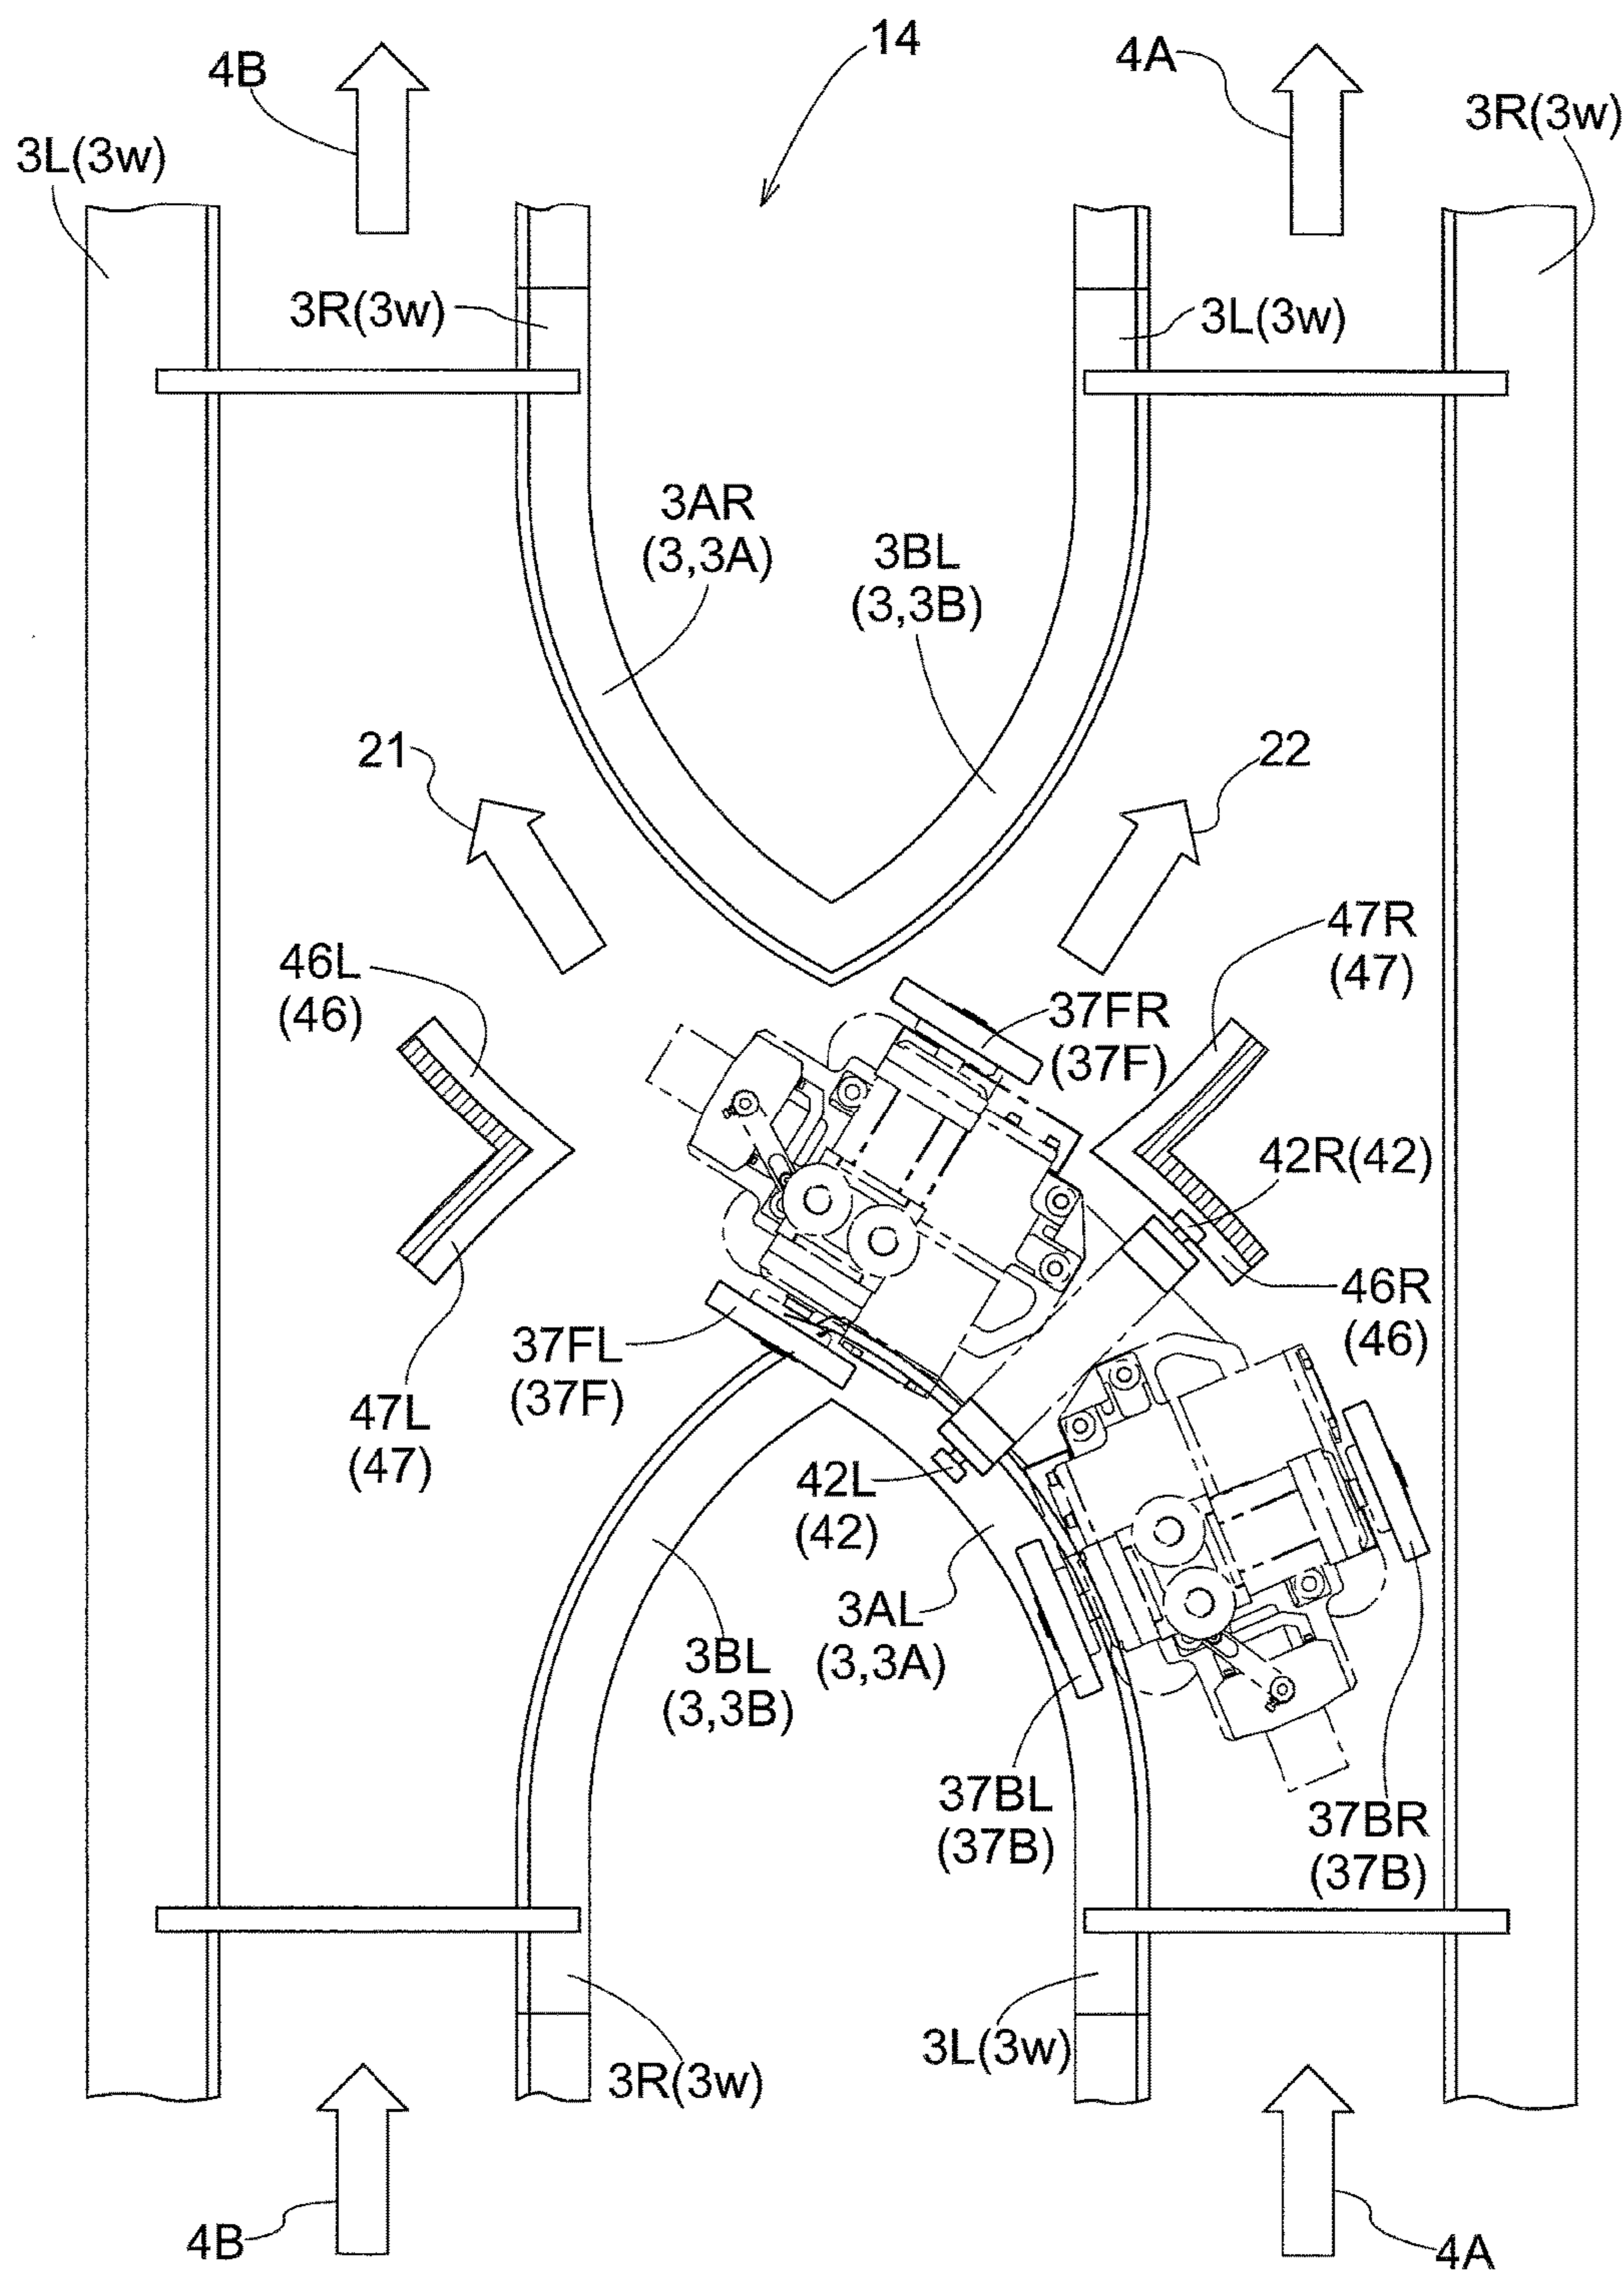 14
4B
4A
3R(3w)
3L(3w)
3R(3w)
3L(3w)
3AR
(3,3A)
3BL
(3,3B)
21
22
47R
(47)
46L
(46)
37FR
(37F)
42R(42)
46R
(46)
37FL
(37F)
47L
(47)
42L
(42)
3AL
(3,3A)
3BL
(3,3B)
37BL
(37B)
37BR
(37B)
3L(3w)
3R(3w)
4B
4A